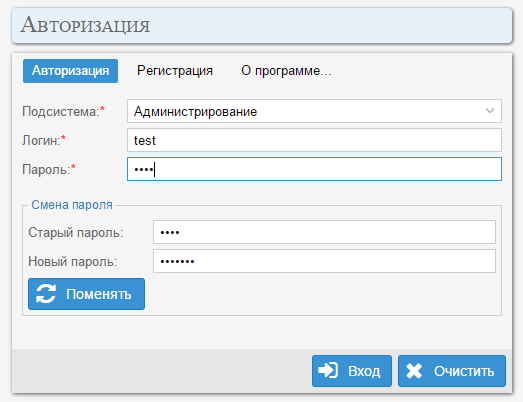 Авторизация
Авторизация Регистрация О программе...
Подсистема:* Администрирование
Логин:* test
Пароль:* ••••
Смена пароля
Старый пароль: ••••
Новый пароль: •••••••
Поменять
Вход Очистить